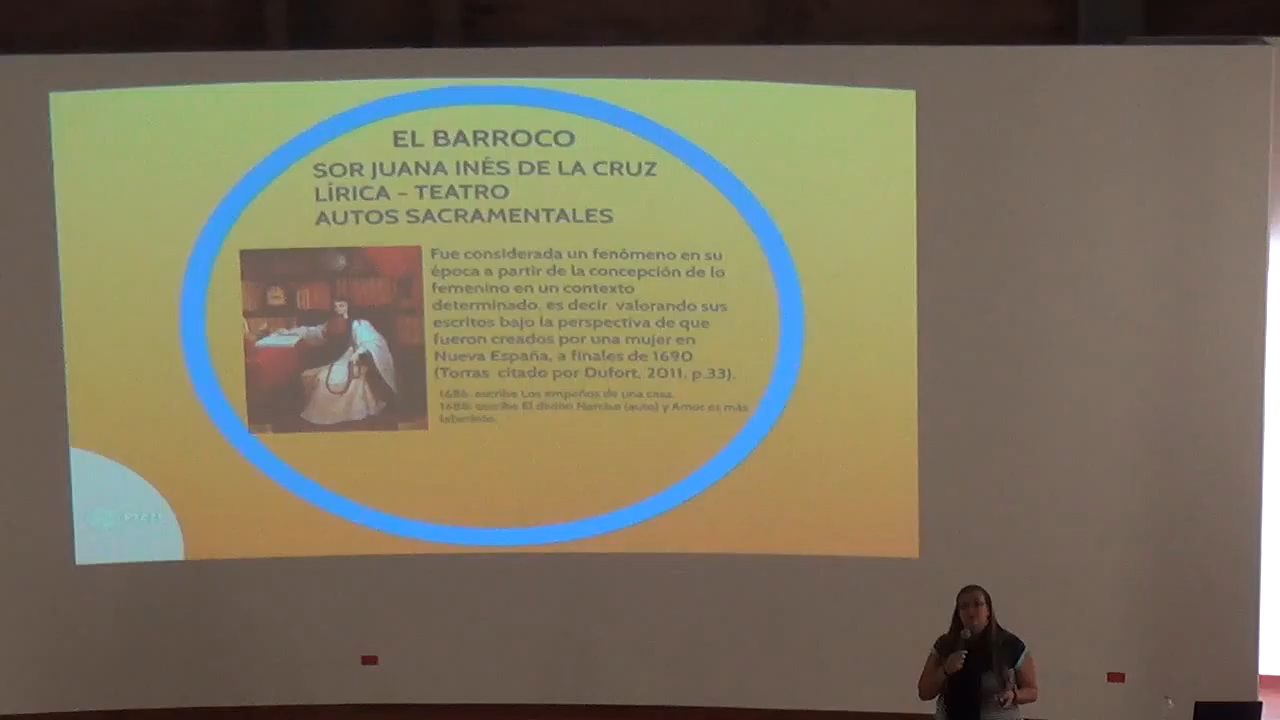 EL BARROCO
SOR JUANA INÉS DE LA CRUZ
LÍRICA - TEATRO
AUTOS SACRAMENTALES
Fue considerada un fenómeno en su
época a partir de la concepción de lo
femenino en un contexto
determinado, es decir valorando sus
escritos bajo la perspectiva de que
fueron creados por una mujer en
Nueva España, a finales de 1690
(Torras citado por Dufort, 2011, p.33).
escribe Los empeños de una casa.
1688: escribe El divino Narciso (auto) y Amor es más
laberinto.